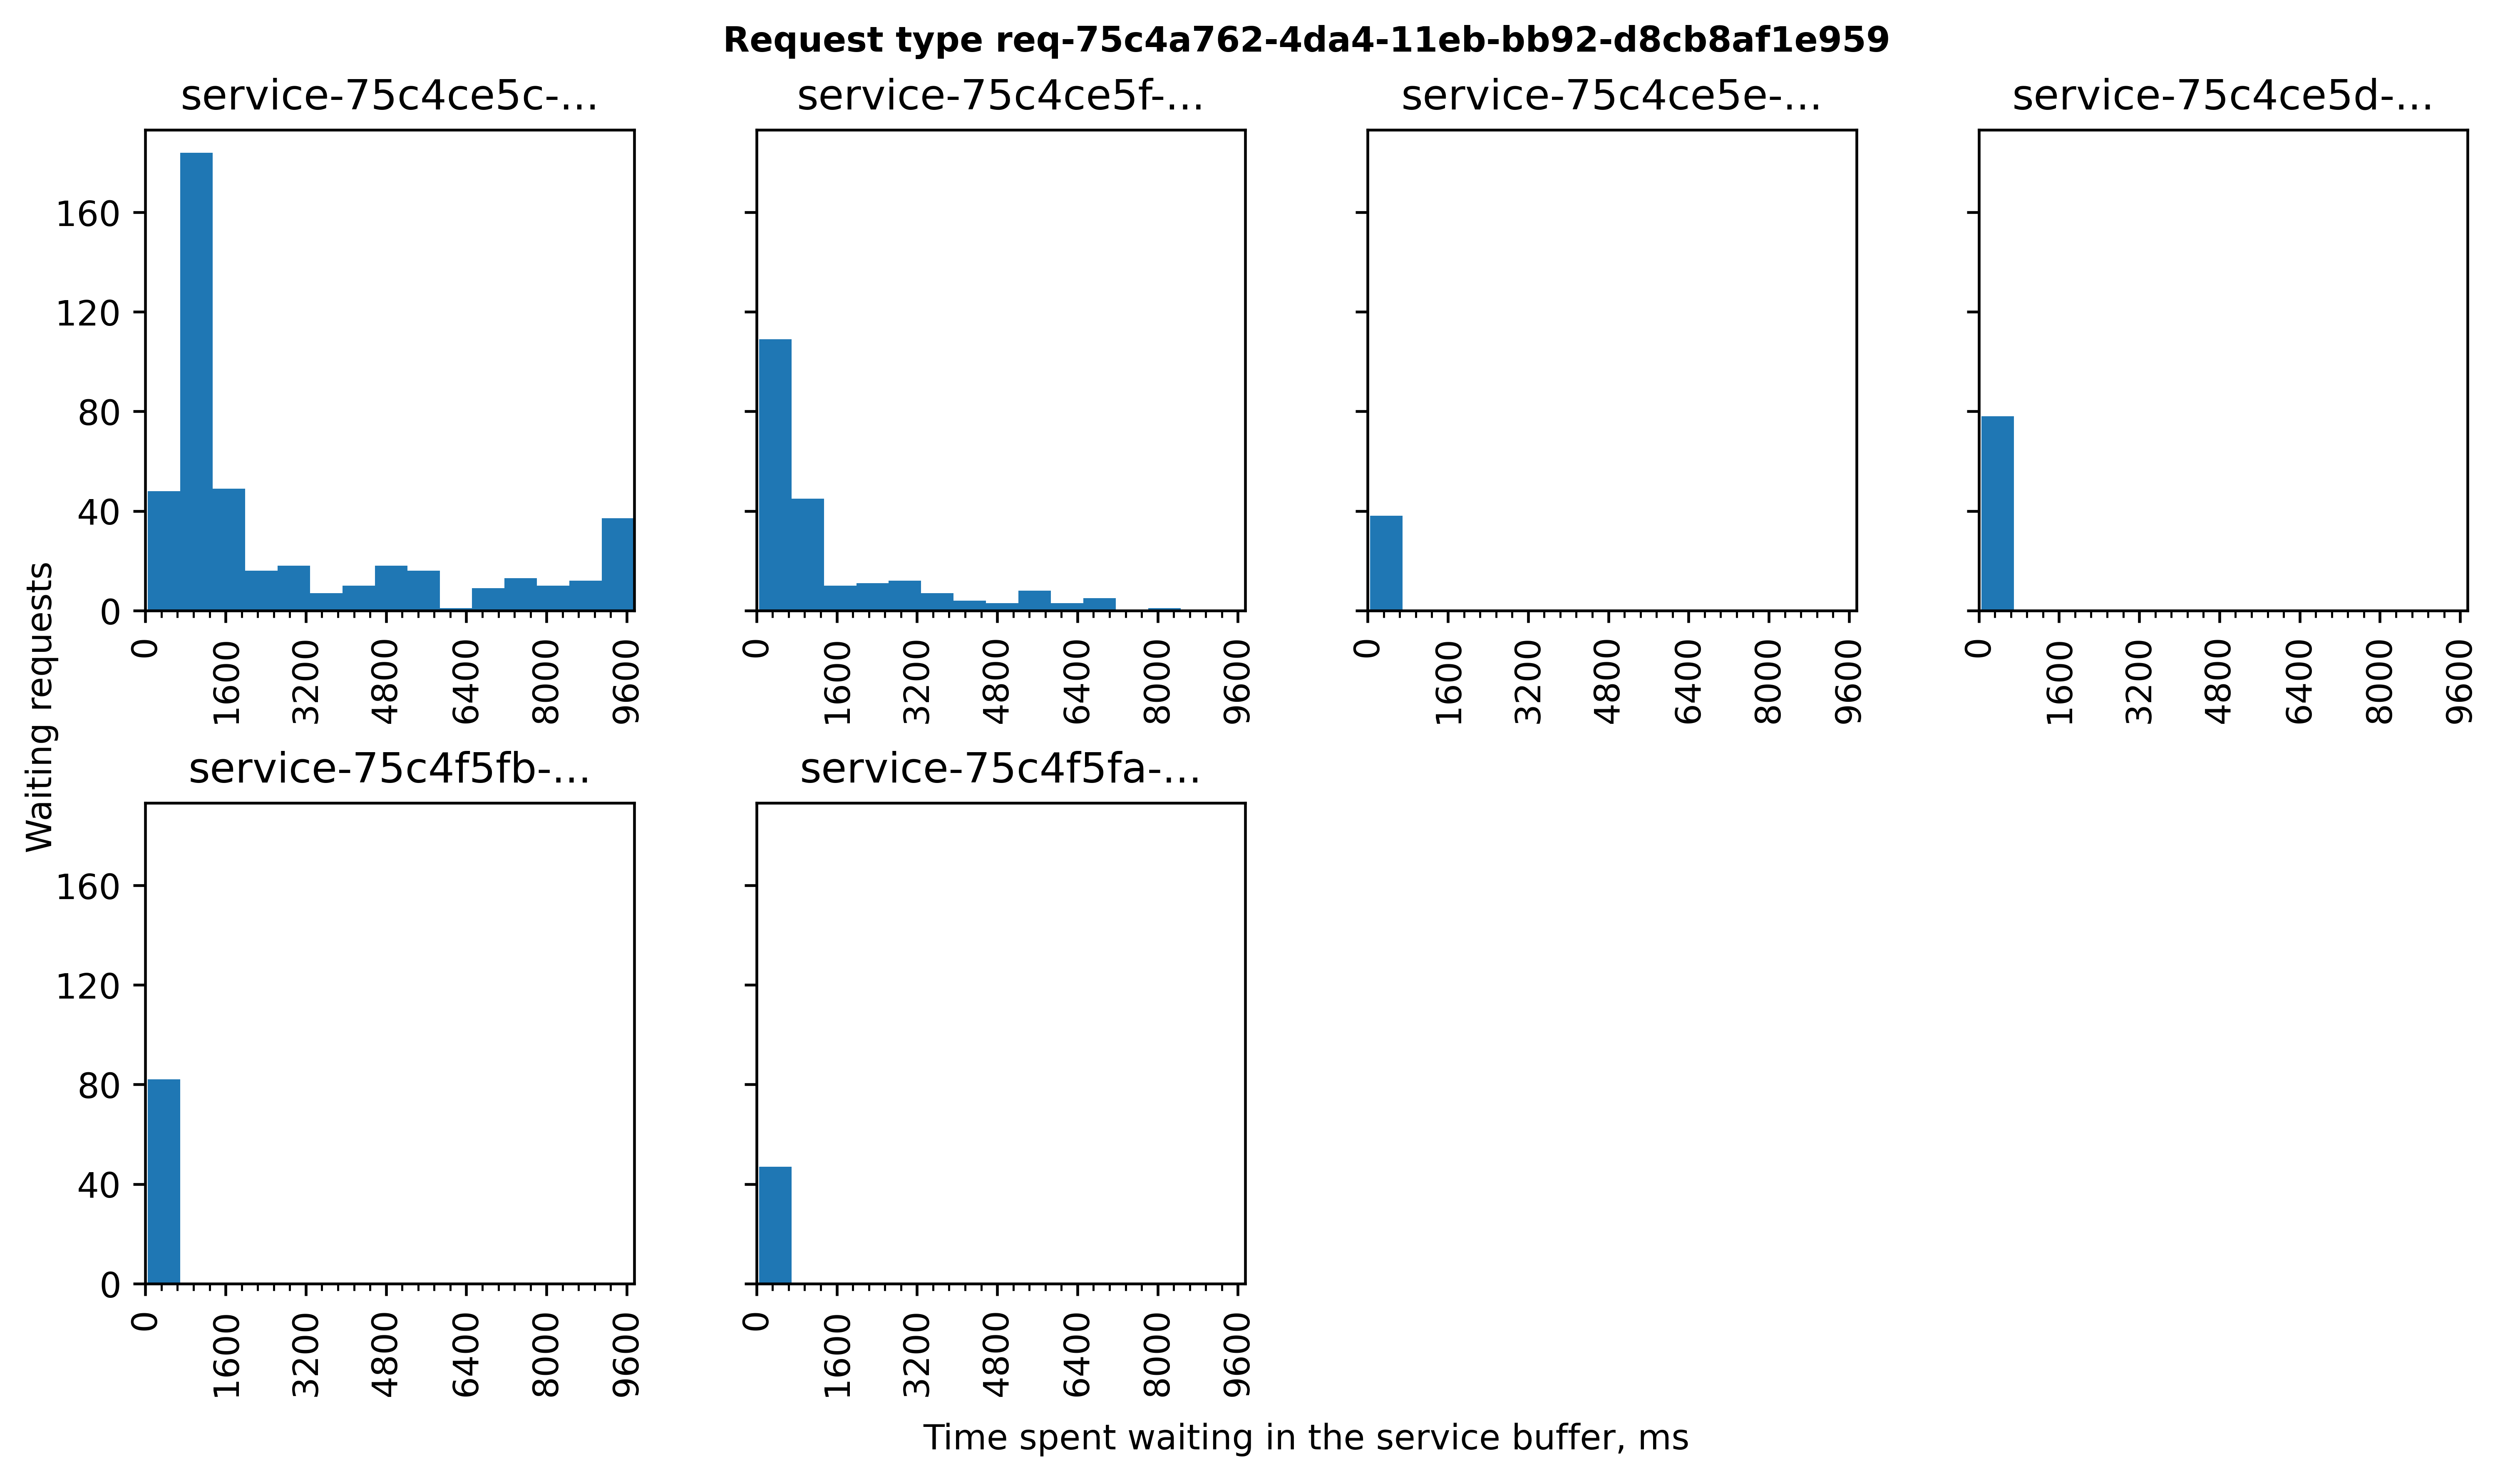 Request type req-75c4a762-4da4-11eb-bb92-d8cb8af1e959
service-75c4ce5c-...
service-75c4ce5f-...
service-75c4ce5e-...
service-75c4ce5d-...
160
120
80
40
0
0 1600 3200 4800 6400 8000 9600
0 1600 3200 4800 6400 8000 9600
0 1600 3200 4800 6400 8000 9600
0 1600 3200 4800 6400 8000 9600
Waiting requests
service-75c4f5fb-...
service-75c4f5fa-...
160
120
80
40
0
0 1600 3200 4800 6400 8000 9600
0 1600 3200 4800 6400 8000 9600
Time spent waiting in the service buffer, ms